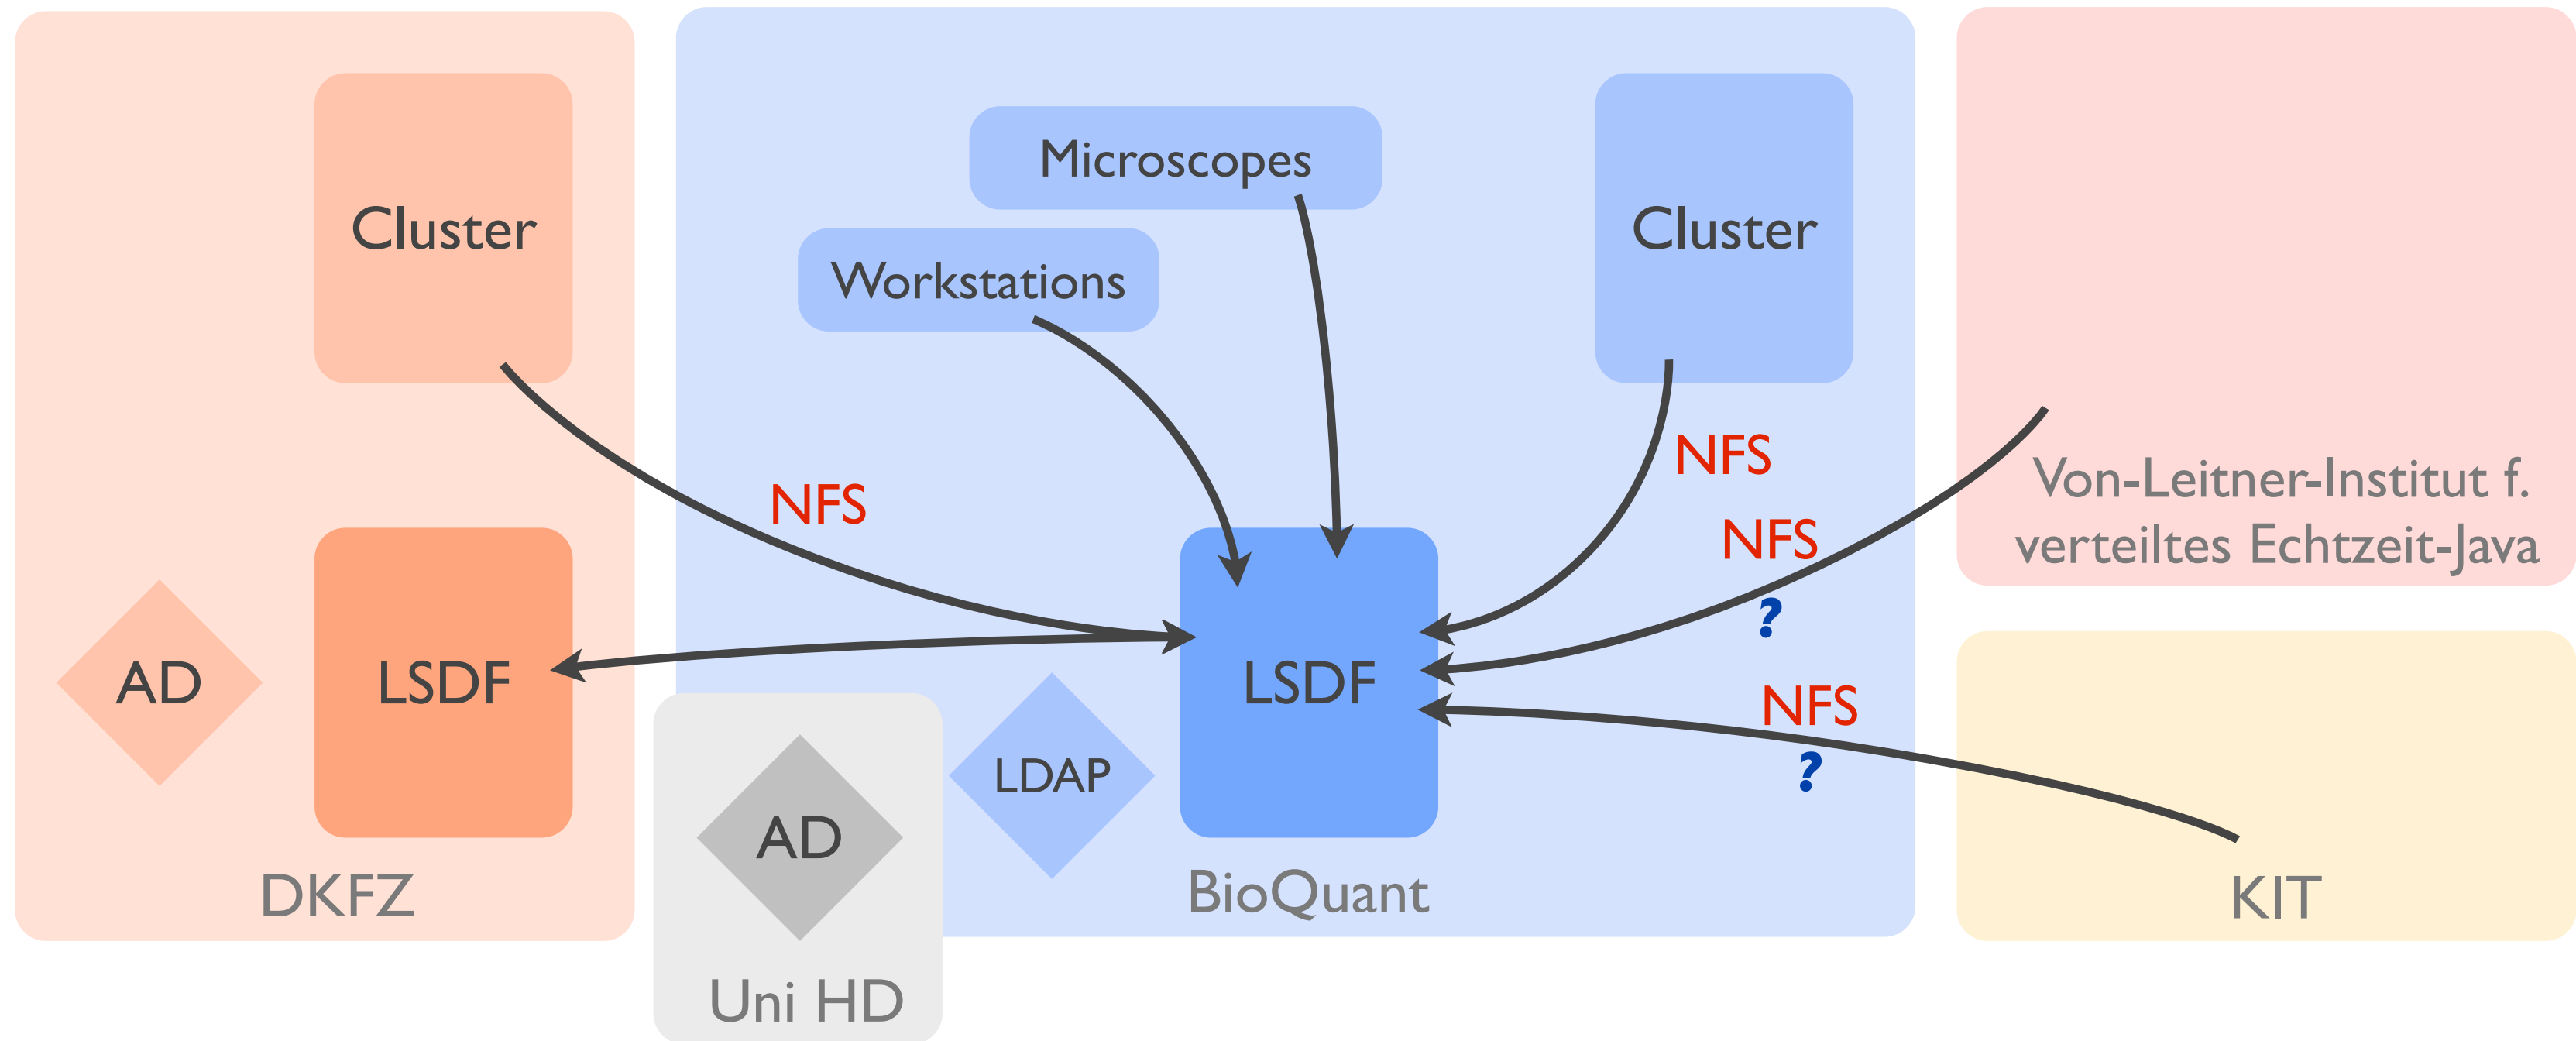 Cluster
AD
LSDF
DKFZ
NFS
Microscopes
Workstations
Cluster
NFS
NFS
?
NFS
?
LSDF
LDAP
BioQuant
AD
Uni HD
Von-Leitner-Institut f.
verteiltes Echtzeit-Java
KIT